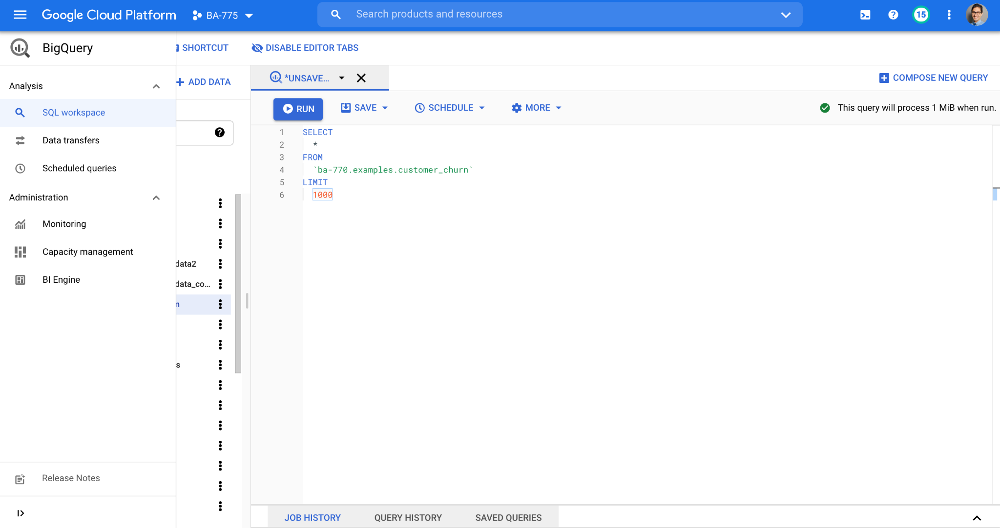 Google Cloud Platform
BA-775
Search products and resources
15
BigQuery
SHORTCUT
DISABLE EDITOR TABS
Analysis
SQL workspace
Data transfers
Scheduled queries
Administration
Monitoring
Capacity management
BI Engine
Release Notes
ADD DATA
data2
data_co...
n
s
*UNSAVE...
COMPOSE NEW QUERY
RUN
SAVE
SCHEDULE
MORE
This query will process 1 MiB when run.
1 SELECT
2 *
3 FROM
4 `ba-770.examples.customer_churn`
5 LIMIT
6 1000
JOB HISTORY
QUERY HISTORY
SAVED QUERIES